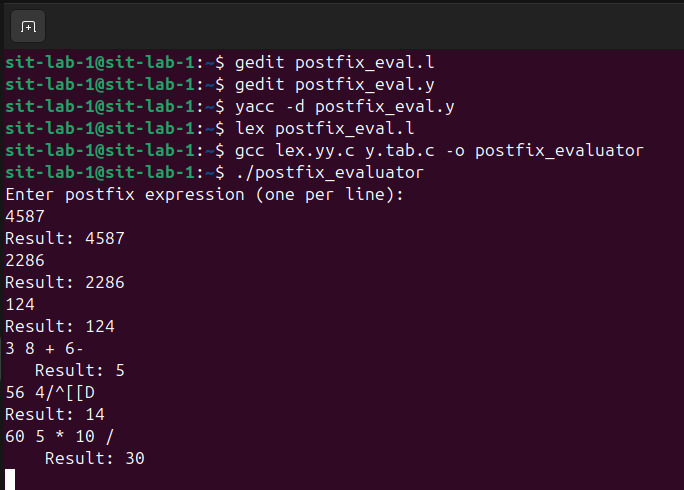 sit-lab-1@sit-lab-1:~$ gedit postfix_eval.l
sit-lab-1@sit-lab-1:~$ gedit postfix_eval.y
sit-lab-1@sit-lab-1:~$ yacc -d postfix_eval.y
sit-lab-1@sit-lab-1:~$ lex postfix_eval.l
sit-lab-1@sit-lab-1:~$ gcc lex.yy.c y.tab.c -o postfix_evaluator
sit-lab-1@sit-lab-1:~$ ./postfix_evaluator
Enter postfix expression (one per line):
4587
Result: 4587
2286
Result: 2286
124
Result: 124
3 8 + 6-
   Result: 5
56 4/^[[D
Result: 14
60 5 * 10 /
    Result: 30